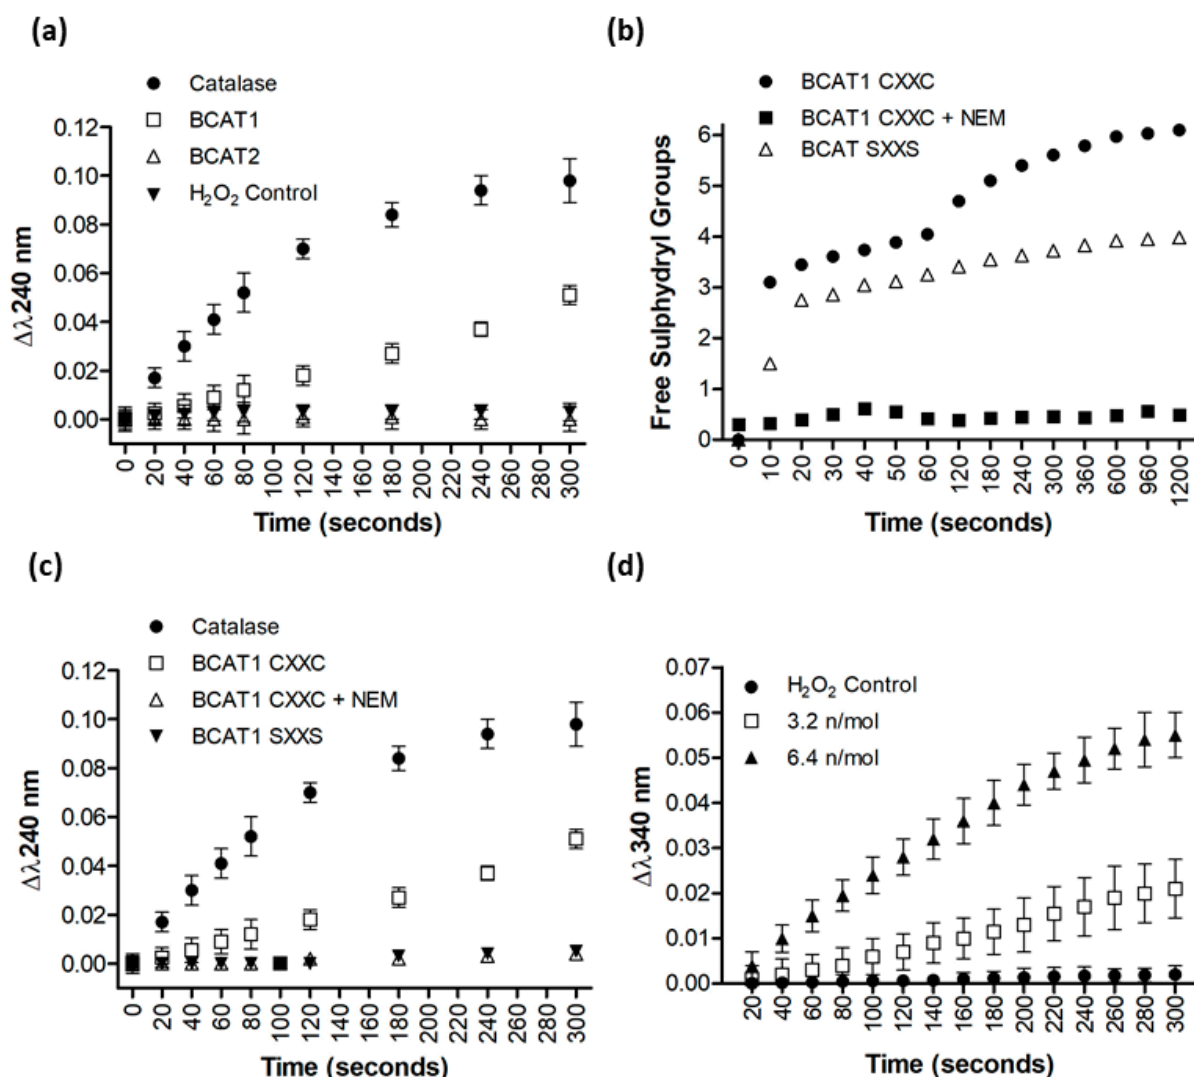 (a)
Catalase
BCAT1
BCAT2
H₂O₂ Control
0.12
0.10
0.08
0.06
0.04
0.02
0.00
Δλ240 nm
0 20 40 60 80 100 120 140 160 180 200 220 240 260 280 300
Time (seconds)
(b)
BCAT1 CXXC
BCAT1 CXXC + NEM
BCAT SXXS
6
5
4
3
2
1
0
Free Sulphydryl Groups
0 10 20 30 40 50 60 120 180 240 300 360 600 960 1200
Time (seconds)
(c)
Catalase
BCAT1 CXXC
BCAT1 CXXC + NEM
BCAT1 SXXS
0.12
0.10
0.08
0.06
0.04
0.02
0.00
Δλ240 nm
0 20 40 60 80 100 120 140 160 180 200 220 240 260 280 300
Time (seconds)
(d)
H₂O₂ Control
3.2 n/mol
6.4 n/mol
0.07
0.06
0.05
0.04
0.03
0.02
0.01
0.00
Δλ340 nm
20 40 60 80 100 120 140 160 180 200 220 240 260 280 300
Time (seconds)